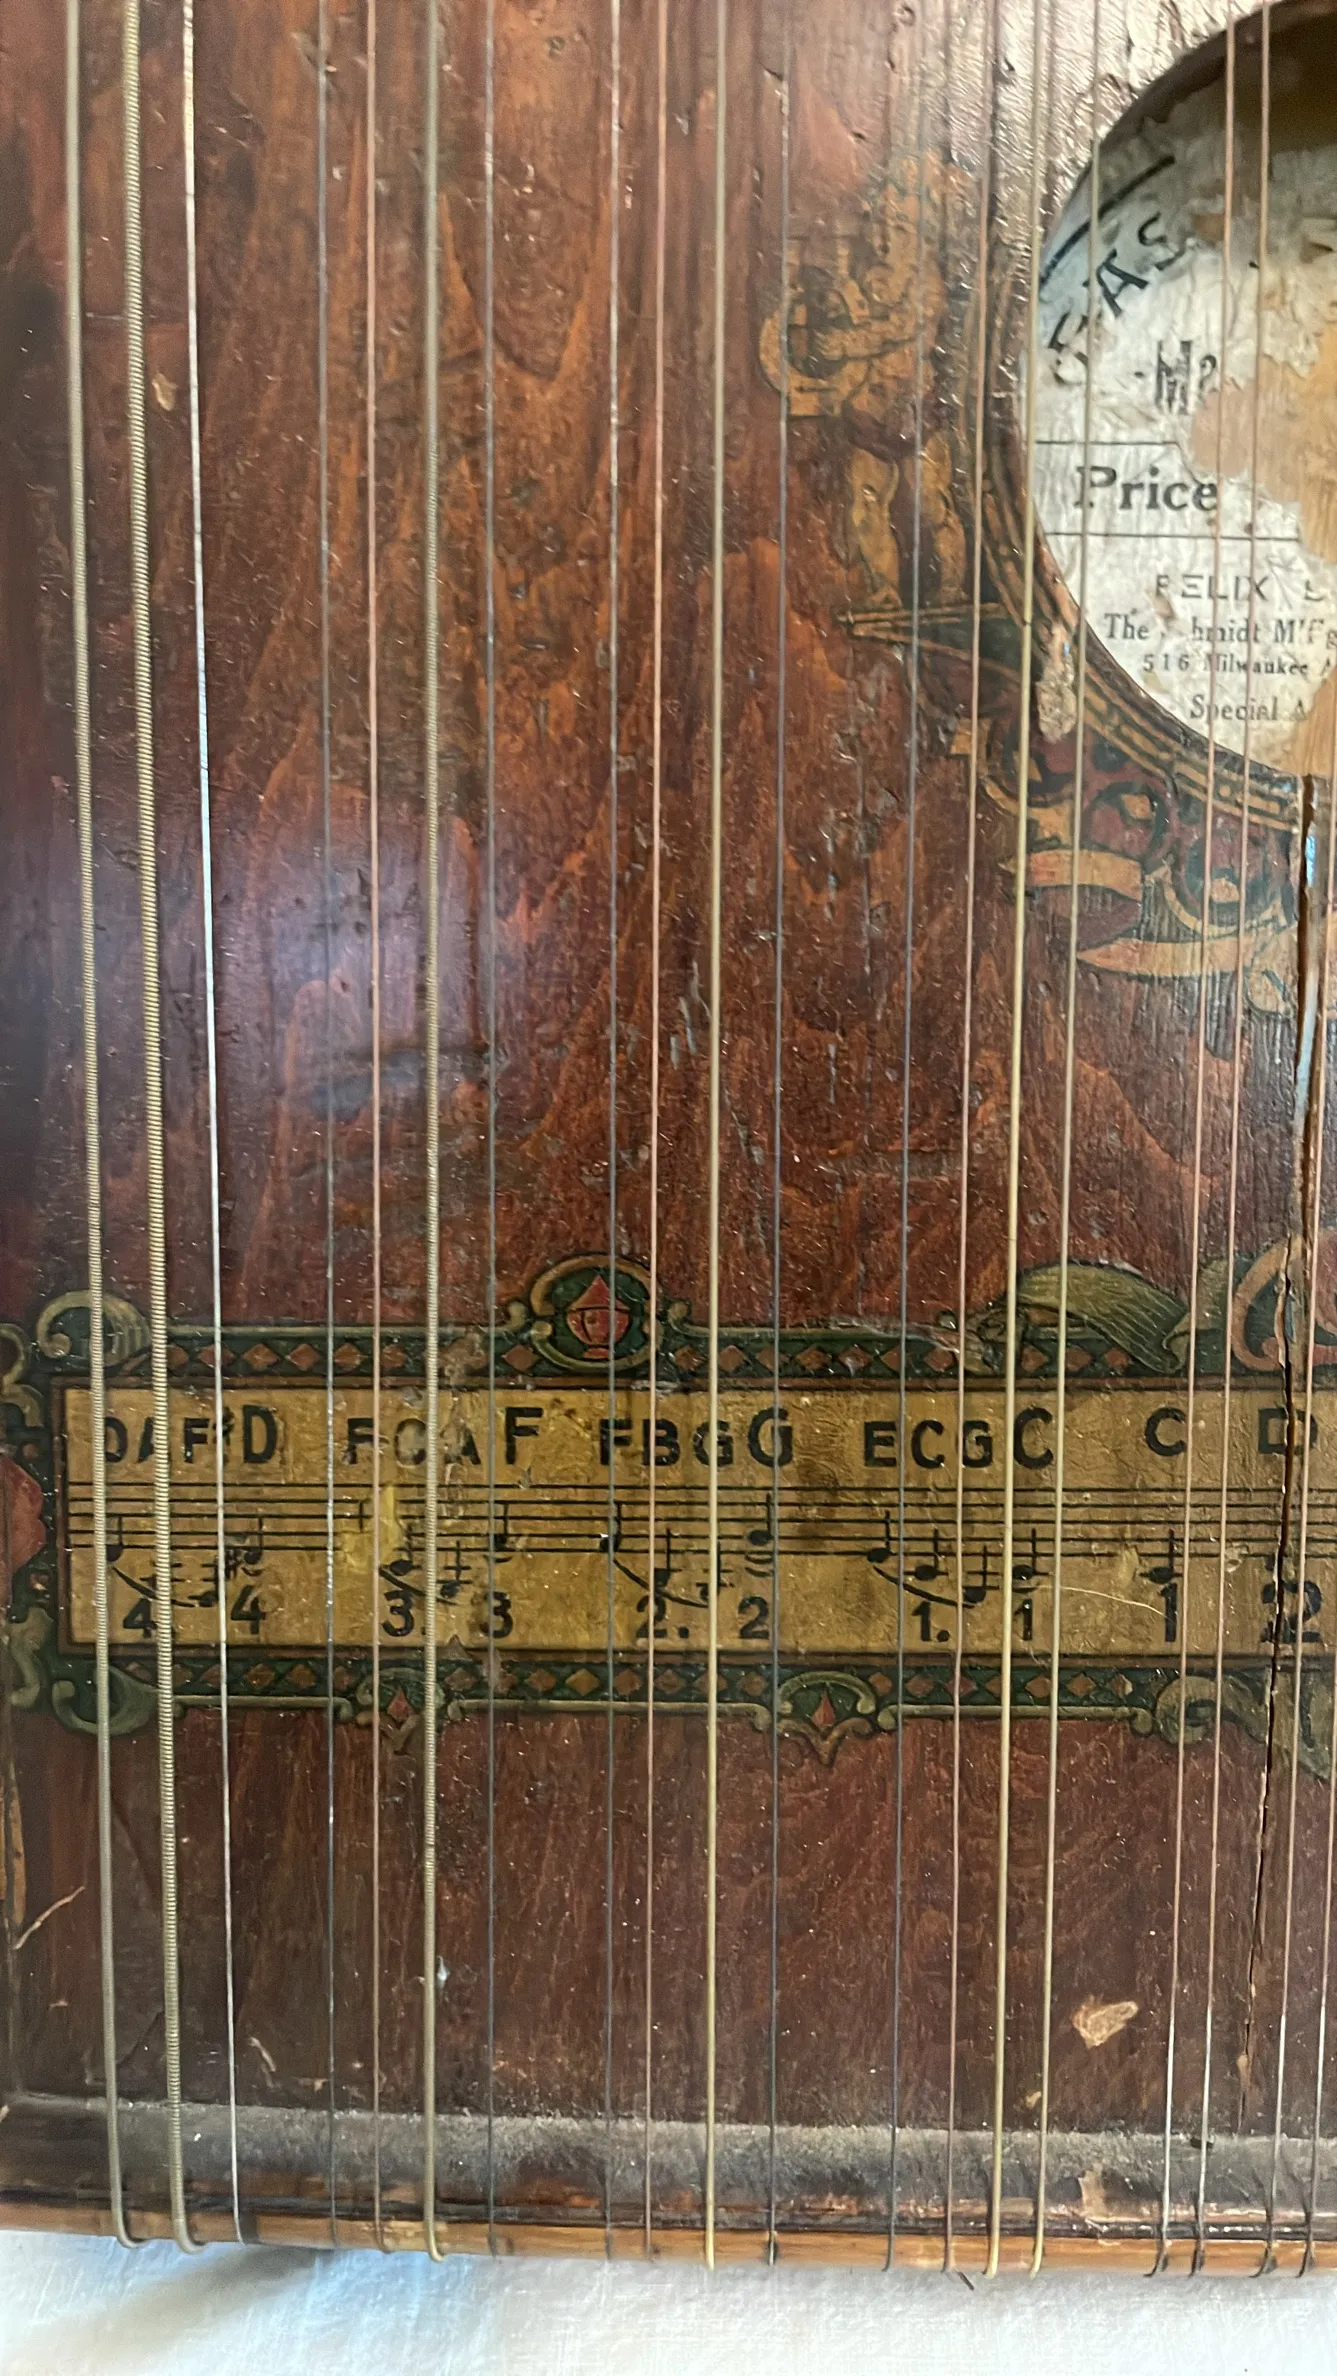 Price
FELIX
The hmidt M'f'g
516 Milwaukee A
Special A
DAF#D FCAF FBGG ECGC C D
4. 4 3. 3 2. 2 1. 1 1 2